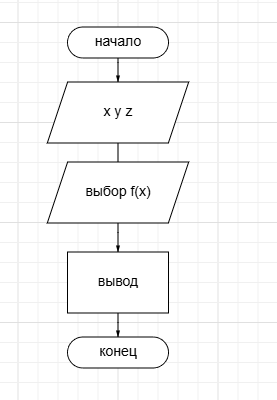 начало
x y z
выбор f(x)
вывод
конец